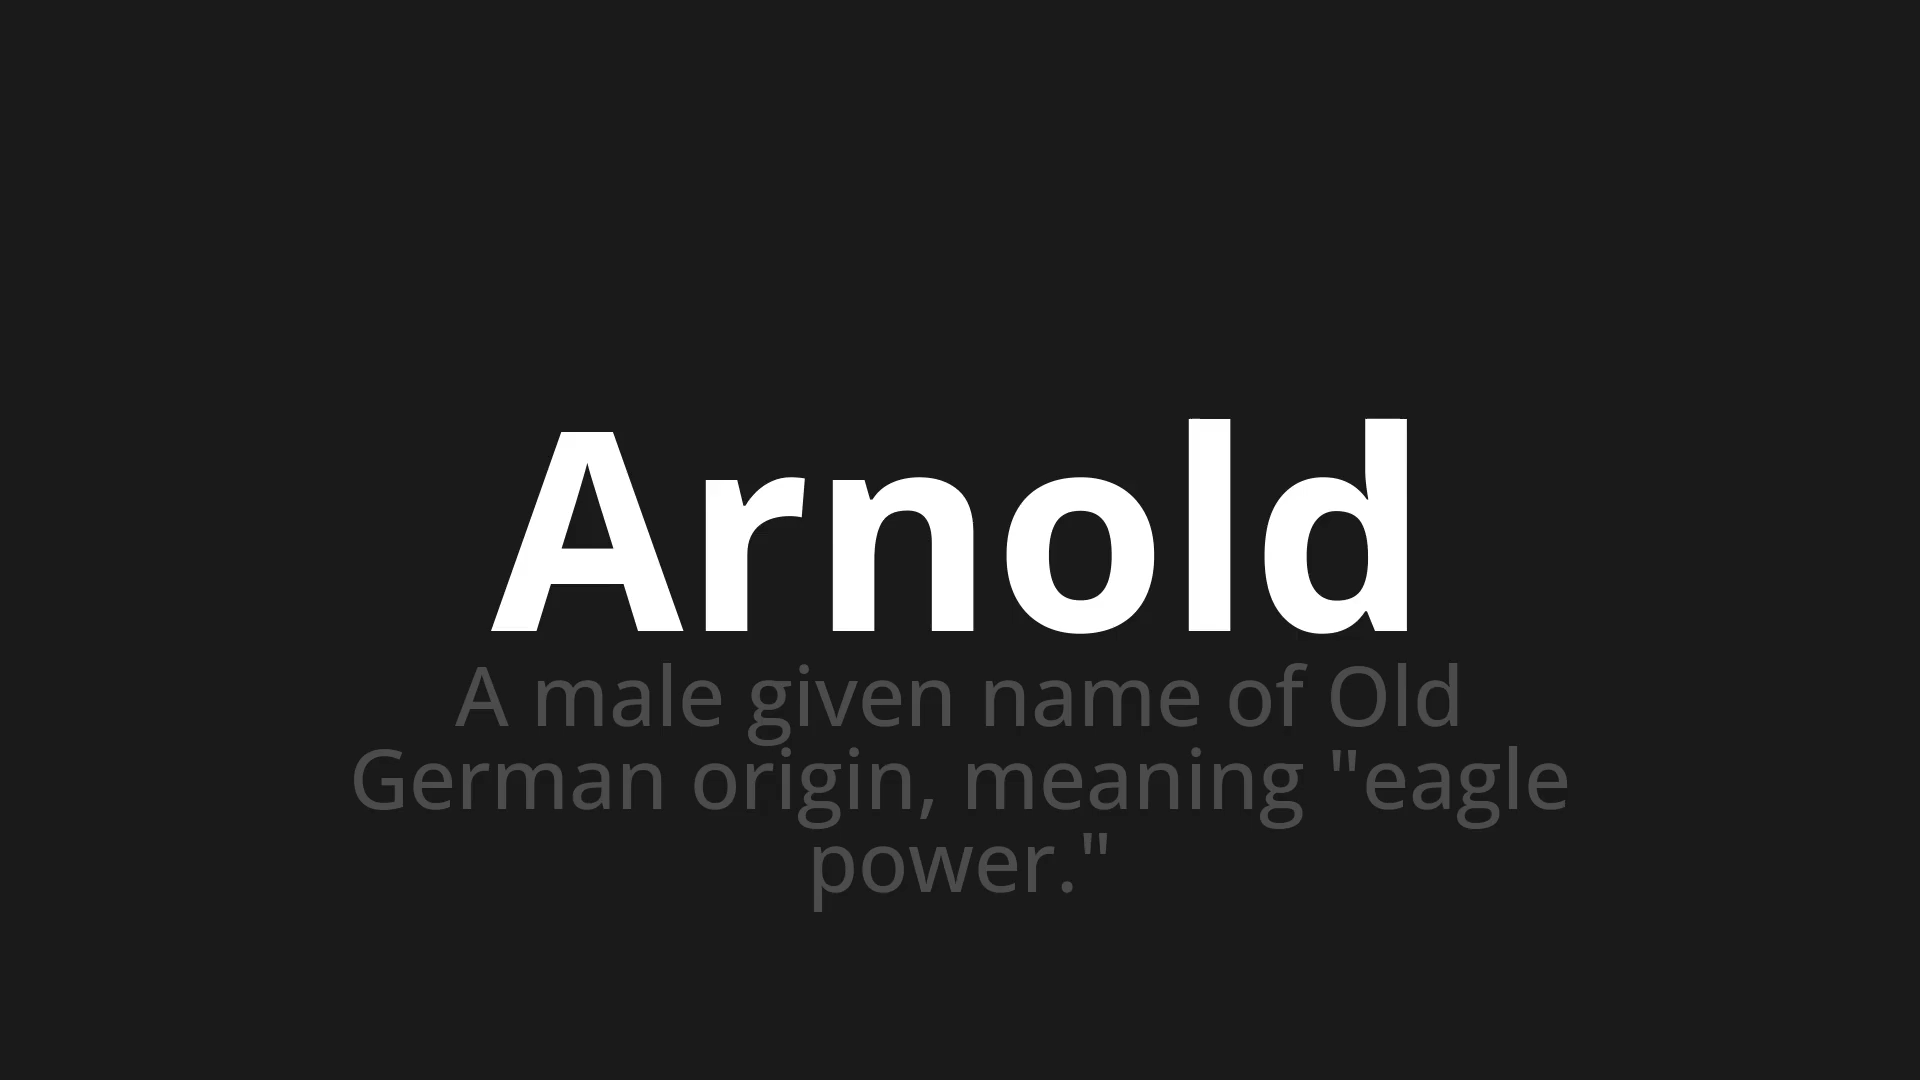 Arnold
A male given name of Old
German origin, meaning "eagle
power."